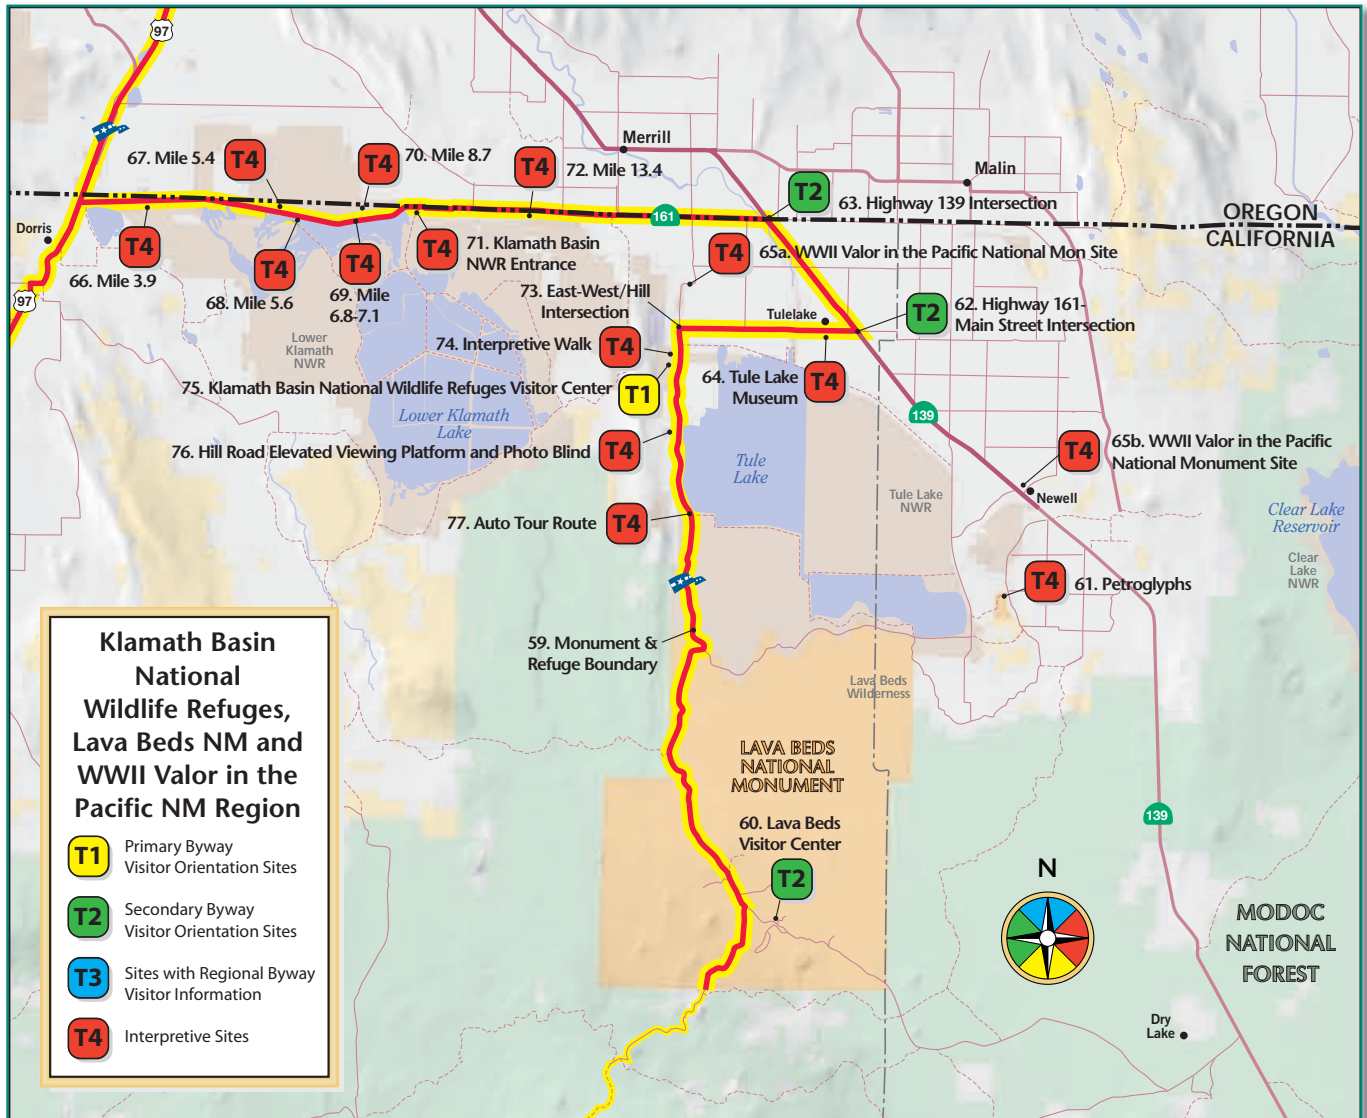 97
Merrill
67. Mile 5.4
T4
T4
70. Mile 8.7
T4
72. Mile 13.4
Malin
T2
63. Highway 139 Intersection
161
OREGON
CALIFORNIA
Dorris
T4
66. Mile 3.9
T4
68. Mile 5.6
T4
69. Mile
6.8-7.1
T4
71. Klamath Basin
NWR Entrance
T4
65a. WWII Valor in the Pacific National Mon Site
97
73. East-West/Hill
Intersection
Tulelake
T2
62. Highway 161-
Main Street Intersection
Lower
Klamath
NWR
74. Interpretive Walk
T4
75. Klamath Basin National Wildlife Refuges Visitor Center
T1
64. Tule Lake
Museum
T4
Lower Klamath
Lake
139
76. Hill Road Elevated Viewing Platform and Photo Blind
T4
Tule
Lake
T4
65b. WWII Valor in the Pacific
National Monument Site
Tule Lake
NWR
Newell
77. Auto Tour Route
T4
Clear Lake
Reservoir
Clear
Lake
NWR
T4
61. Petroglyphs
59. Monument &
Refuge Boundary
Lava Beds
Wilderness
Klamath Basin
National
Wildlife Refuges,
Lava Beds NM and
WWII Valor in the
Pacific NM Region
T1
Primary Byway
Visitor Orientation Sites
T2
Secondary Byway
Visitor Orientation Sites
T3
Sites with Regional Byway
Visitor Information
T4
Interpretive Sites
LAVA BEDS
NATIONAL
MONUMENT
60. Lava Beds
Visitor Center
T2
139
N
MODOC
NATIONAL
FOREST
Dry
Lake